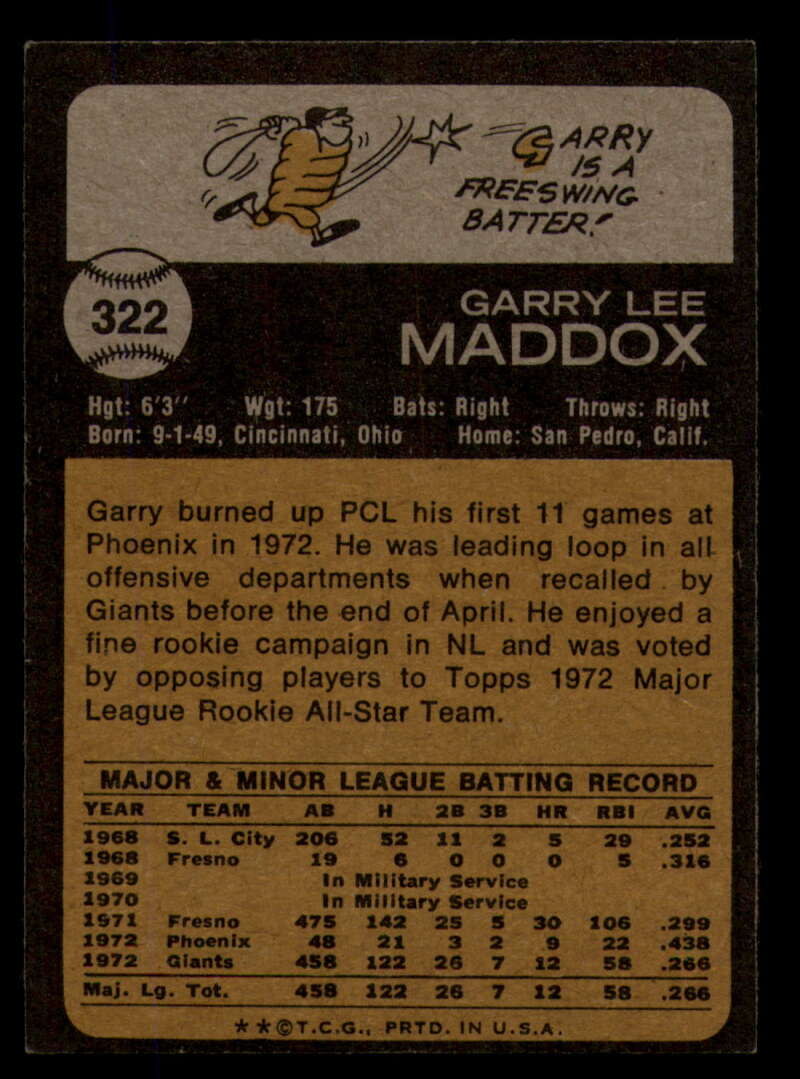 GARRY
IS A
FREESWING
BATTER!
322
GARRY LEE
MADDOX
Hgt: 6'3" Wgt: 175 Bats: Right Throws: Right
Born: 9-1-49, Cincinnati, Ohio Home: San Pedro, Calif.
Garry burned up PCL his first 11 games at
Phoenix in 1972. He was leading loop in all
offensive departments when recalled by
Giants before the end of April. He enjoyed a
fine rookie campaign in NL and was voted
by opposing players to Topps 1972 Major
League Rookie All-Star Team.
MAJOR & MINOR LEAGUE BATTING RECORD
YEAR TEAM AB H 2B 3B HR RBI AVG
1968 S. L. City 206 52 11 2 5 29 .252
1968 Fresno 19 6 0 0 0 5 .316
1969 In Military Service
1970 In Military Service
1971 Fresno 475 142 25 5 30 106 .299
1972 Phoenix 48 21 3 2 9 22 .438
1972 Giants 458 122 26 7 12 58 .266
Maj. Lg. Tot. 458 122 26 7 12 58 .266
★★©T.C.G., PRTD. IN U.S.A.